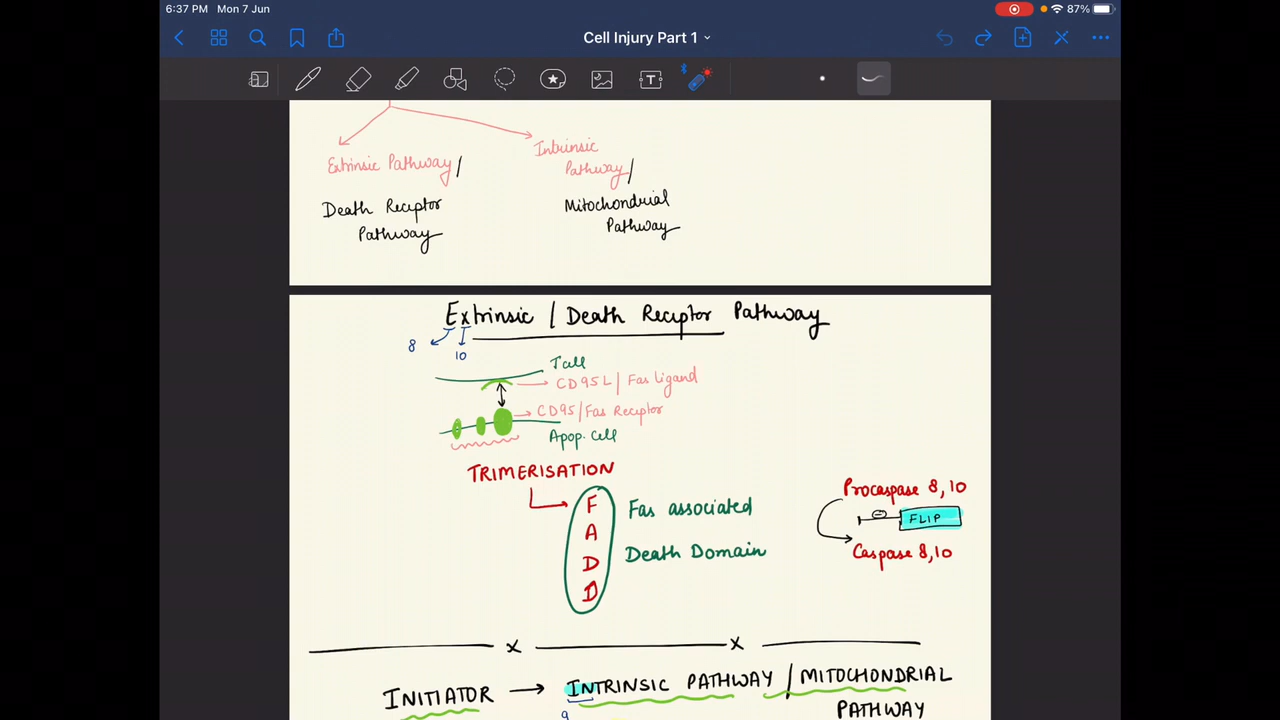 6:37 PM Mon 7 Jun
87%
Cell Injury Part 1
T
Extrinsic Pathway/
Death Receptor
Pathway
Intrinsic
Pathway/
Mitochondrial
Pathway
Extrinsic / Death Receptor Pathway
8
10
T cell
CD95L / Fas ligand
CD95/Fas Receptor
Apop. Cell
TRIMERISATION
F
A
D
D
Fas associated
Death Domain
Procaspase 8, 10
FLIP
Caspase 8,10
x x
INITIATOR → INTRINSIC PATHWAY / MITOCHONDRIAL
PATHWAY
9